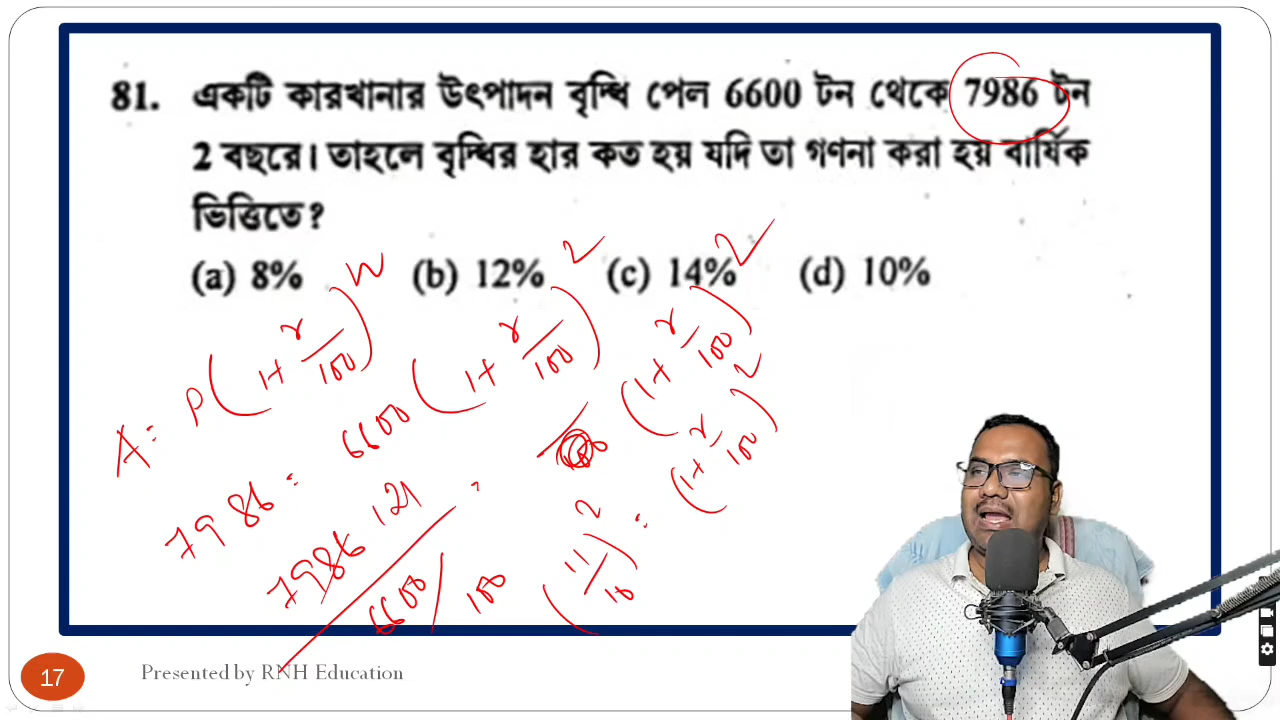 81. একটি কারখানার উৎপাদন বৃদ্ধি পেল 6600 টন থেকে 7986 টন
2 বছরে। তাহলে বৃদ্ধির হার কত হয় যদি তা গণনা করা হয় বার্ষিক
ভিত্তিতে?
(a) 8% (b) 12% (c) 14% (d) 10%
A = P(1+r/100)^n
7986 = 6600(1+r/100)^2
7986 121 / 6600 100 = (1+r/100)^2
(11/10)^2 = (1+r/100)^2
17 Presented by RNH Education